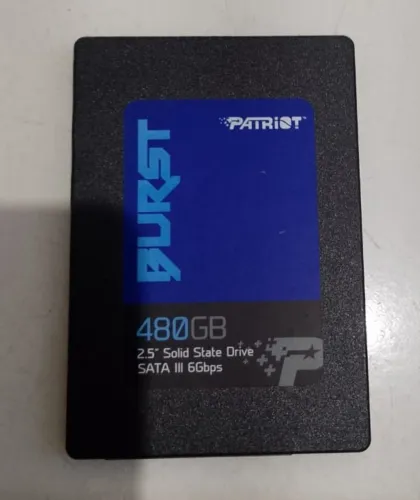 PATRIOT
BURST
480GB
2.5" Solid State Drive
SATA III 6Gbps
P